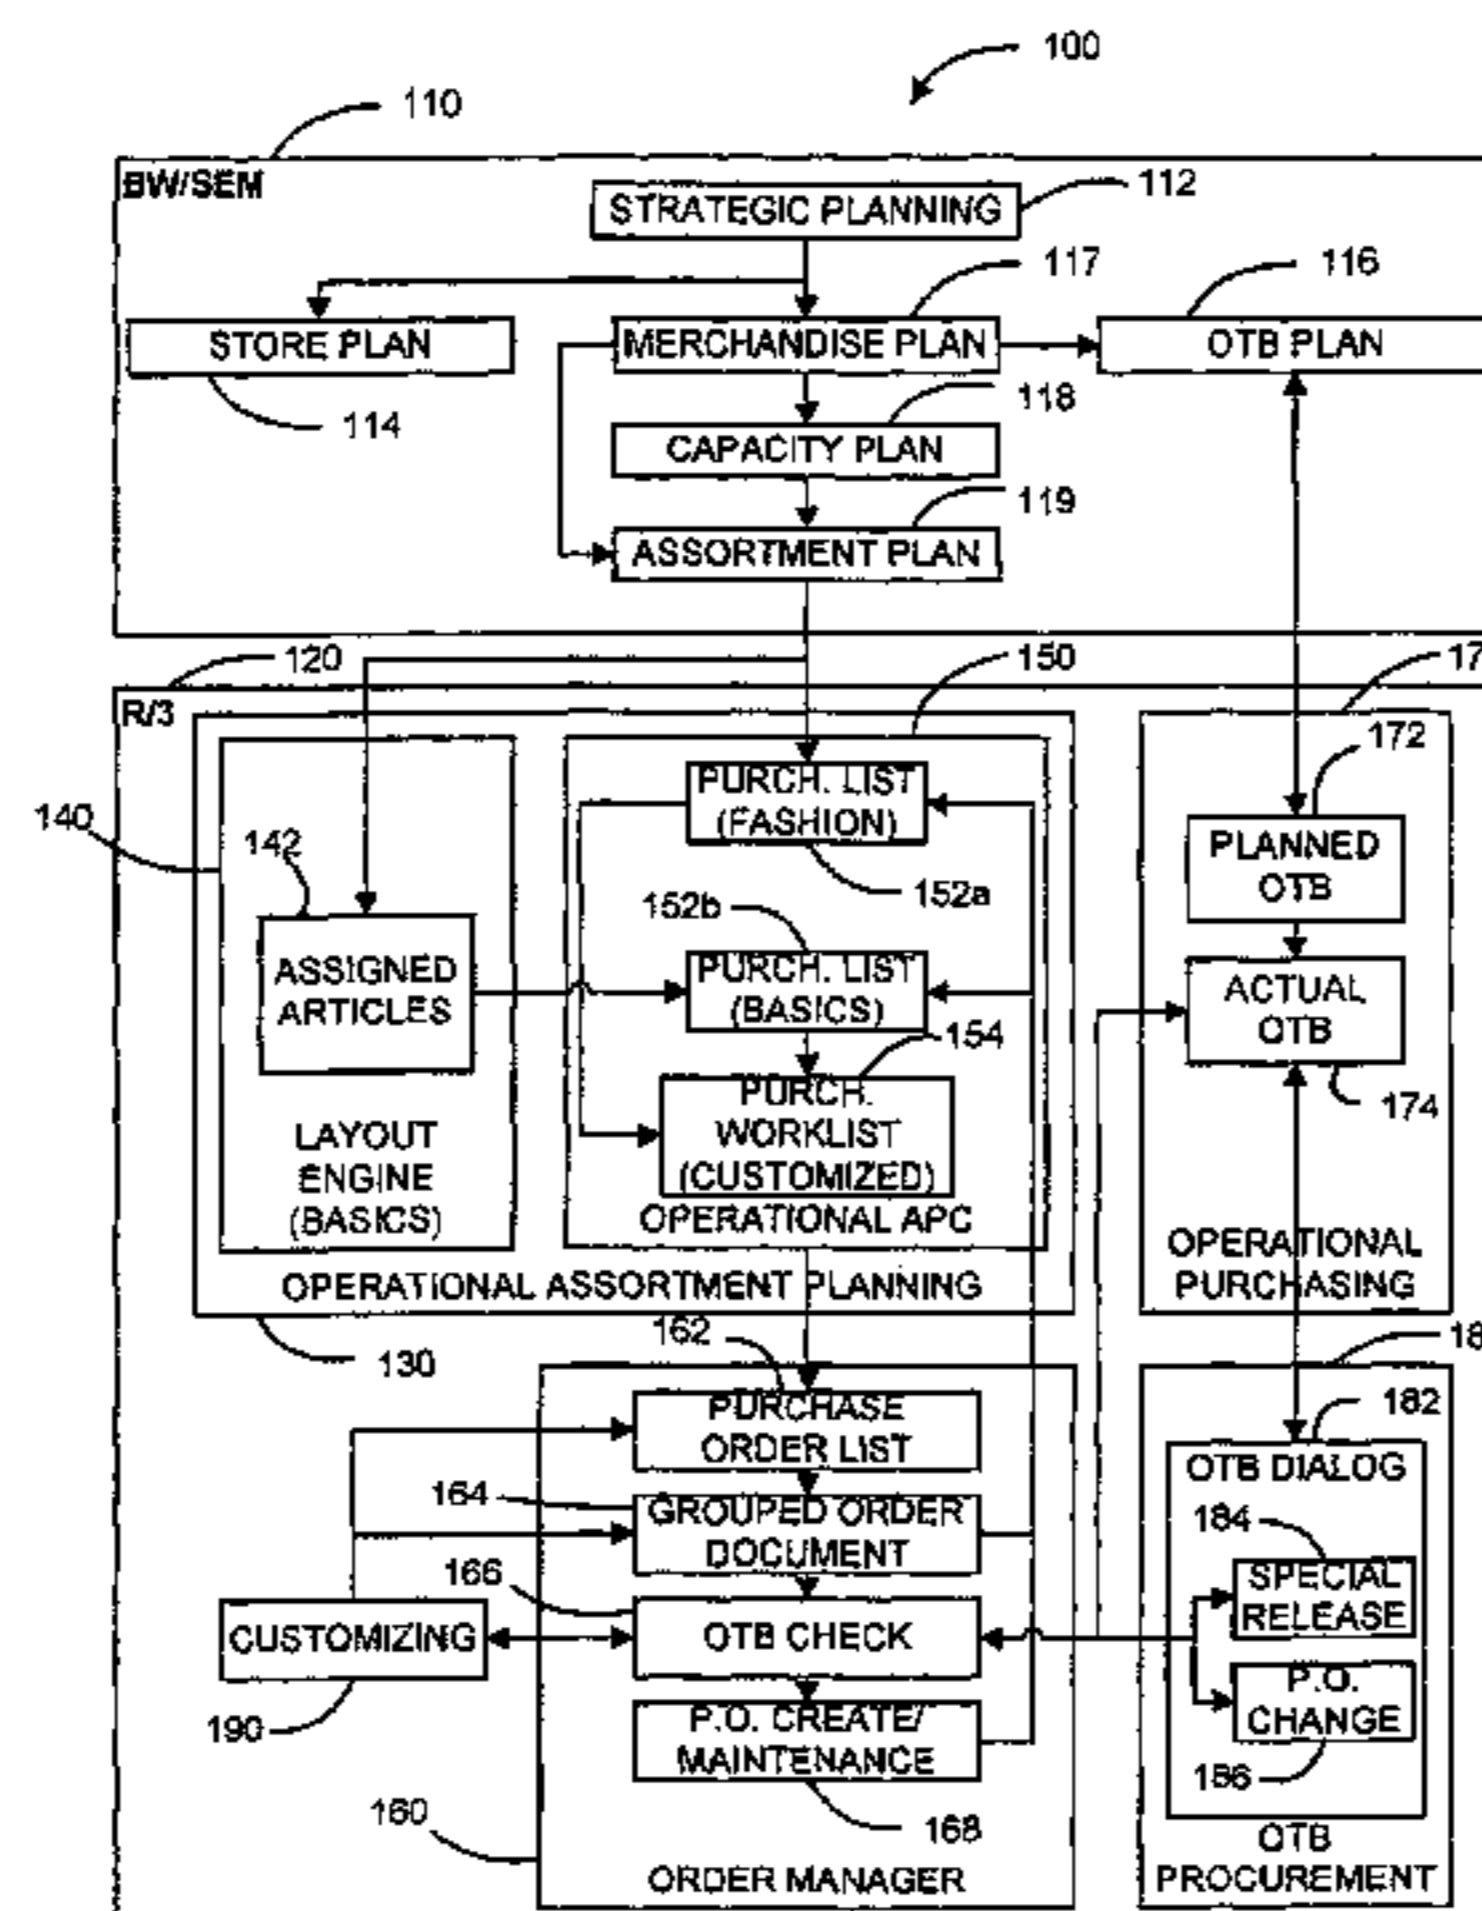 100
110
BW/SEM
STRATEGIC PLANNING
112
117
116
STORE PLAN
MERCHANDISE PLAN
OTB PLAN
114
118
CAPACITY PLAN
119
ASSORTMENT PLAN
120
150
17
R/3
172
140
142
PURCH. LIST
(FASHION)
152a
PLANNED
OTB
152b
ASSIGNED
ARTICLES
PURCH. LIST
(BASICS)
154
ACTUAL
OTB
174
PURCH.
WORKLIST
(CUSTOMIZED)
LAYOUT
ENGINE
(BASICS)
OPERATIONAL APC
OPERATIONAL
PURCHASING
OPERATIONAL ASSORTMENT PLANNING
130
162
18
PURCHASE
ORDER LIST
182
OTB DIALOG
164
GROUPED ORDER
DOCUMENT
184
SPECIAL
RELEASE
166
CUSTOMIZING
OTB CHECK
190
P.O. CREATE/
MAINTENANCE
P.O.
CHANGE
186
160
168
ORDER MANAGER
OTB
PROCUREMENT